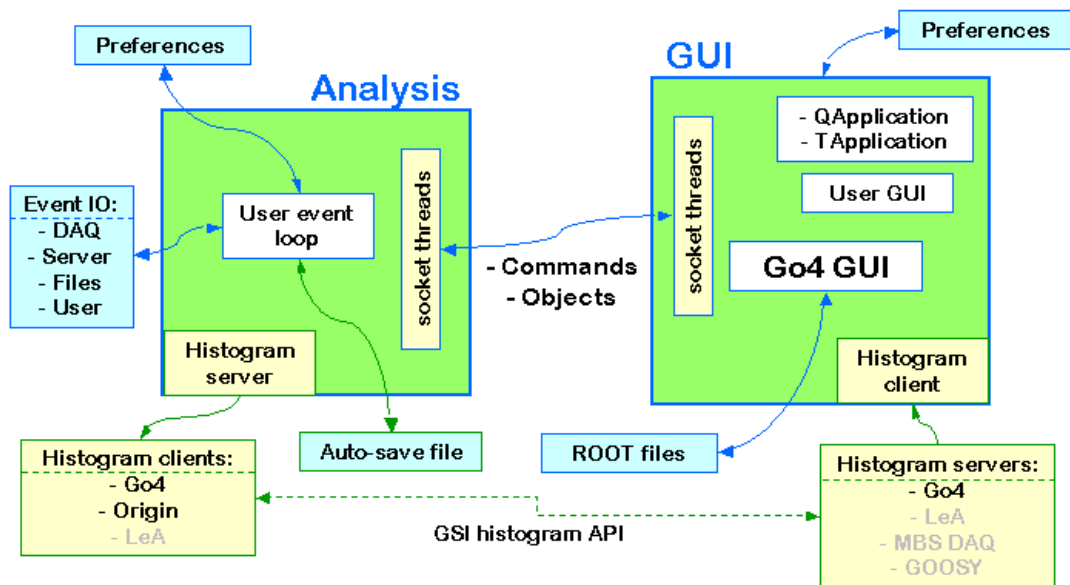 Preferences
Analysis
Event IO:
- DAQ
- Server
- Files
- User
User event
loop
socket threads
Histogram
server
Histogram clients:
- Go4
- Origin
- LeA
Auto-save file
- Commands
- Objects
GSI histogram API
Preferences
GUI
socket threads
- QApplication
- TApplication
User GUI
Go4 GUI
Histogram
client
ROOT files
Histogram servers:
- Go4
- LeA
- MBS DAQ
- GOOSY